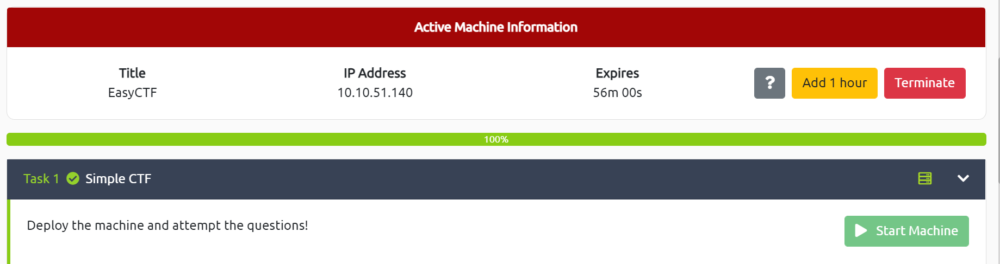 Active Machine Information
Title
IP Address
Expires
EasyCTF
10.10.51.140
56m 00s
?
Add 1 hour
Terminate
100%
Task 1
Simple CTF
Deploy the machine and attempt the questions!
Start Machine